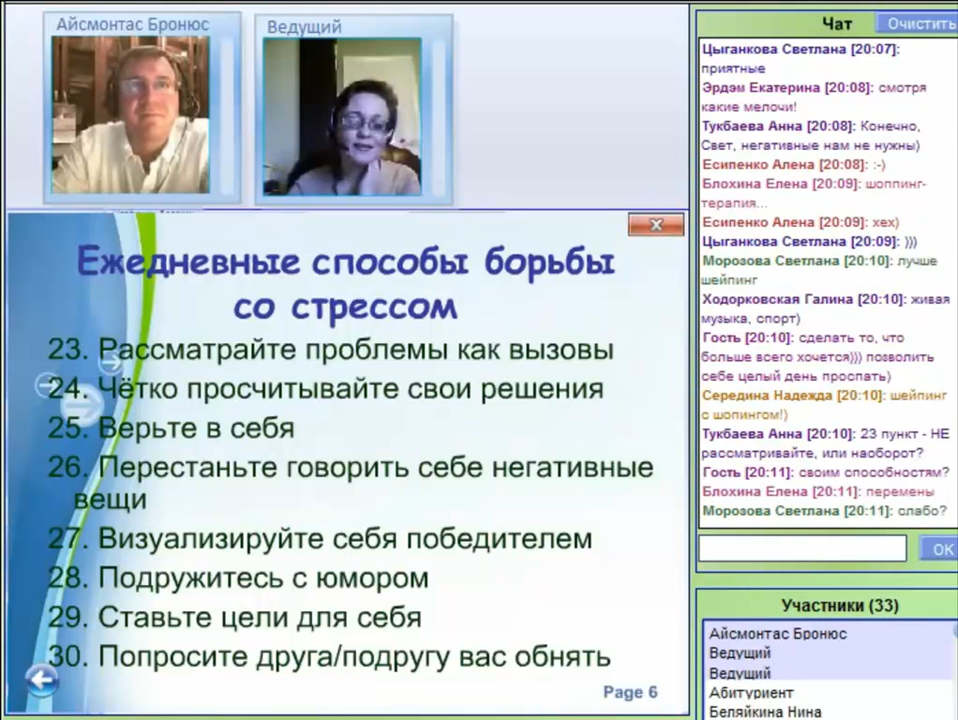 Айсмонтас Бронюс
Ведущий
Ежедневные способы борьбы
со стрессом
23. Рассматрайте проблемы как вызовы
24. Чётко просчитывайте свои решения
25. Верьте в себя
26. Перестаньте говорить себе негативные
вещи
27. Визуализируйте себя победителем
28. Подружитесь с юмором
29. Ставьте цели для себя
30. Попросите друга/подругу вас обнять
Page 6
Чат
Очистить
Цыганкова Светлана [20:07]:
приятные
Эрдэм Екатерина [20:08]: смотря
какие мелочи!
Тукбаева Анна [20:08]: Конечно,
Свет, негативные нам не нужны)
Есипенко Алена [20:08]: :-)
Блохина Елена [20:09]: шоппинг-
терапия...
Есипенко Алена [20:09]: хех)
Цыганкова Светлана [20:09]: )))
Морозова Светлана [20:10]: лучше
шейпинг
Ходорковская Галина [20:10]: живая
музыка, спорт)
Гость [20:10]: сделать то, что
больше всего хочется))) позволить
себе целый день проспать)
Середина Надежда [20:10]: шейпинг
с шопингом!)
Тукбаева Анна [20:10]: 23 пункт - НЕ
рассматривайте, или наоборот?
Гость [20:11]: своим способностям?
Блохина Елена [20:11]: перемены
Морозова Светлана [20:11]: слабо?
ОК
Участники (33)
Айсмонтас Бронюс
Ведущий
Ведущий
Абитуриент
Беляйкина Нина